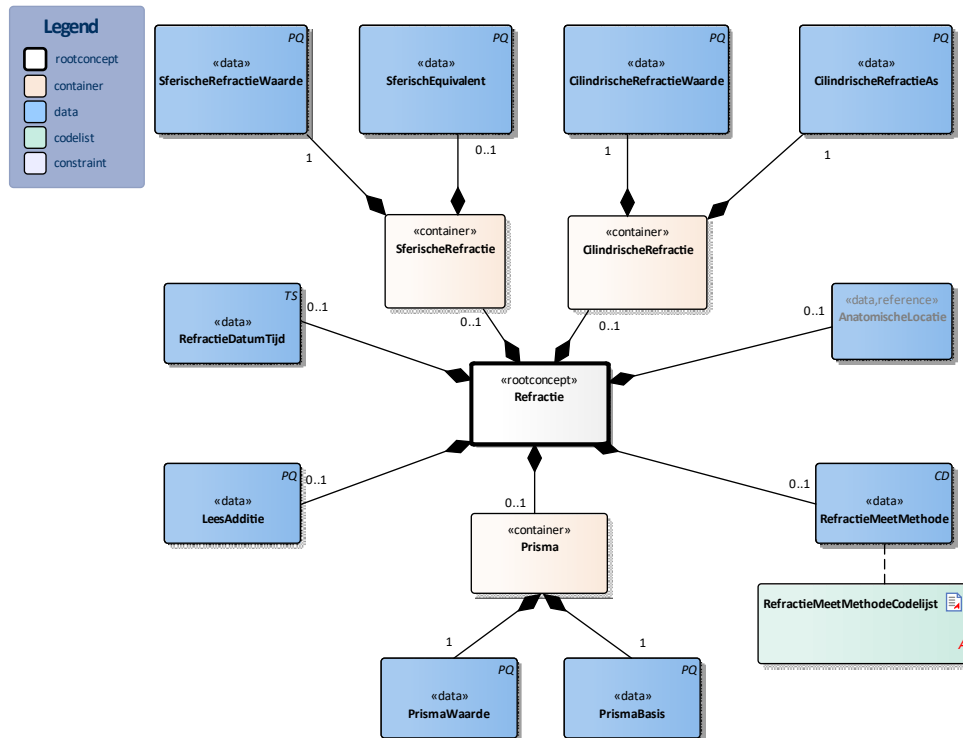 Legend
rootconcept
container
data
codelist
constraint
PQ
«data»
SferischeRefractieWaarde
PQ
«data»
SferischEquivalent
PQ
«data»
CilindrischeRefractieWaarde
PQ
«data»
CilindrischeRefractieAs
1
0..1
1
1
«container»
SferischeRefractie
«container»
CilindrischeRefractie
TS
«data»
RefractieDatumTijd
0..1
0..1
0..1
0..1
«data,reference»
AnatomischeLocatie
«rootconcept»
Refractie
PQ
«data»
LeesAdditie
0..1
0..1
0..1
CD
«data»
RefractieMeetMethode
«container»
Prisma
RefractieMeetMethodeCodelijst
A
1
1
PQ
«data»
PrismaWaarde
PQ
«data»
PrismaBasis